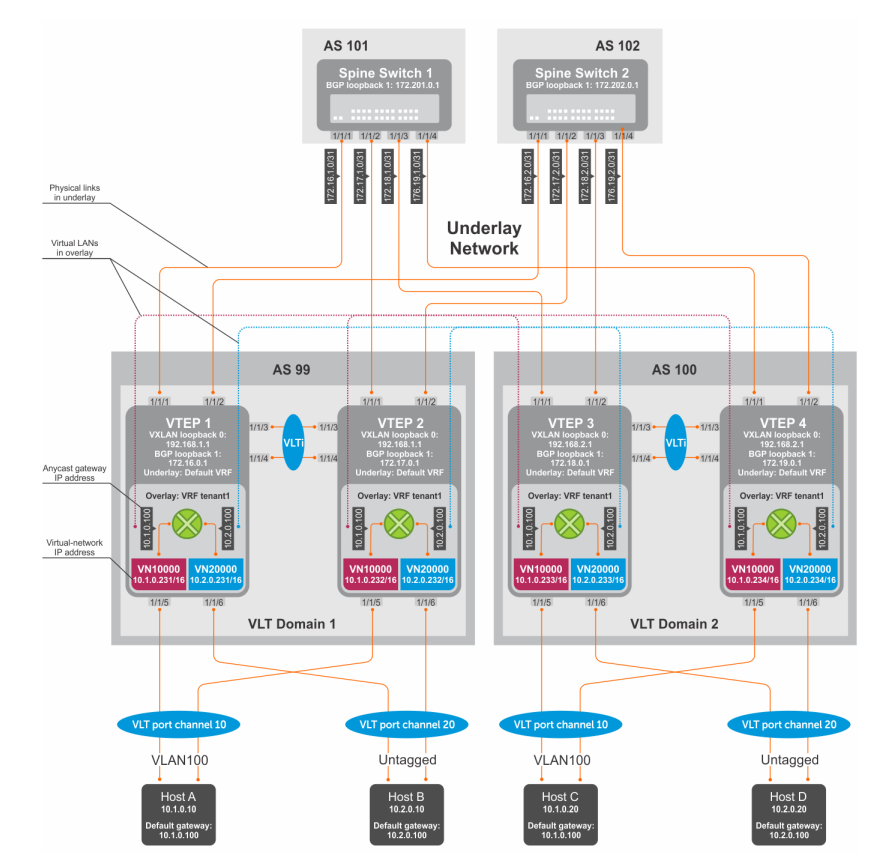 AS 101
AS 102
Spine Switch 1
BGP loopback 1: 172.201.0.1
Spine Switch 2
BGP loopback 1: 172.202.0.1
1/1/1 1/1/2 1/1/3 1/1/4
1/1/1 1/1/2 1/1/3 1/1/4
172.16.1.0/31
172.17.1.0/31
172.18.1.0/31
176.19.1.0/31
172.16.2.0/31
172.17.2.0/31
172.18.2.0/31
176.19.2.0/31
Physical links
in underlay
Underlay
Network
Virtual LANs
in overlay
AS 99
AS 100
1/1/1 1/1/2
1/1/1 1/1/2
1/1/1 1/1/2
1/1/1 1/1/2
VTEP 1
VXLAN loopback 0:
192.168.1.1
BGP loopback 1:
172.16.0.1
Underlay: Default VRF
1/1/3
1/1/4
VLTi
1/1/3
1/1/4
VTEP 2
VXLAN loopback 0:
192.168.1.1
BGP loopback 1:
172.17.0.1
Underlay: Default VRF
VTEP 3
VXLAN loopback 0:
192.168.2.1
BGP loopback 1:
172.18.0.1
Underlay: Default VRF
1/1/3
1/1/4
VLTi
1/1/3
1/1/4
VTEP 4
VXLAN loopback 0:
192.168.2.1
BGP loopback 1:
172.19.0.1
Underlay: Default VRF
Anycast gateway
IP address
Overlay: VRF tenant1
10.1.0.100
10.2.0.100
Overlay: VRF tenant1
10.1.0.100
10.2.0.100
Overlay: VRF tenant1
10.1.0.100
10.2.0.100
Overlay: VRF tenant1
10.1.0.100
10.2.0.100
Virtual-network
IP address
VN10000
10.1.0.231/16
VN20000
10.2.0.231/16
VN10000
10.1.0.232/16
VN20000
10.2.0.232/16
VN10000
10.1.0.233/16
VN20000
10.2.0.233/16
VN10000
10.1.0.234/16
VN20000
10.2.0.234/16
1/1/5 1/1/6
1/1/5 1/1/6
1/1/5 1/1/6
1/1/5 1/1/6
VLT Domain 1
VLT Domain 2
VLT port channel 10
VLT port channel 20
VLT port channel 10
VLT port channel 20
VLAN100
Untagged
VLAN100
Untagged
Host A
10.1.0.10
Default gateway:
10.1.0.100
Host B
10.2.0.10
Default gateway:
10.2.0.100
Host C
10.1.0.20
Default gateway:
10.1.0.100
Host D
10.2.0.20
Default gateway:
10.2.0.100